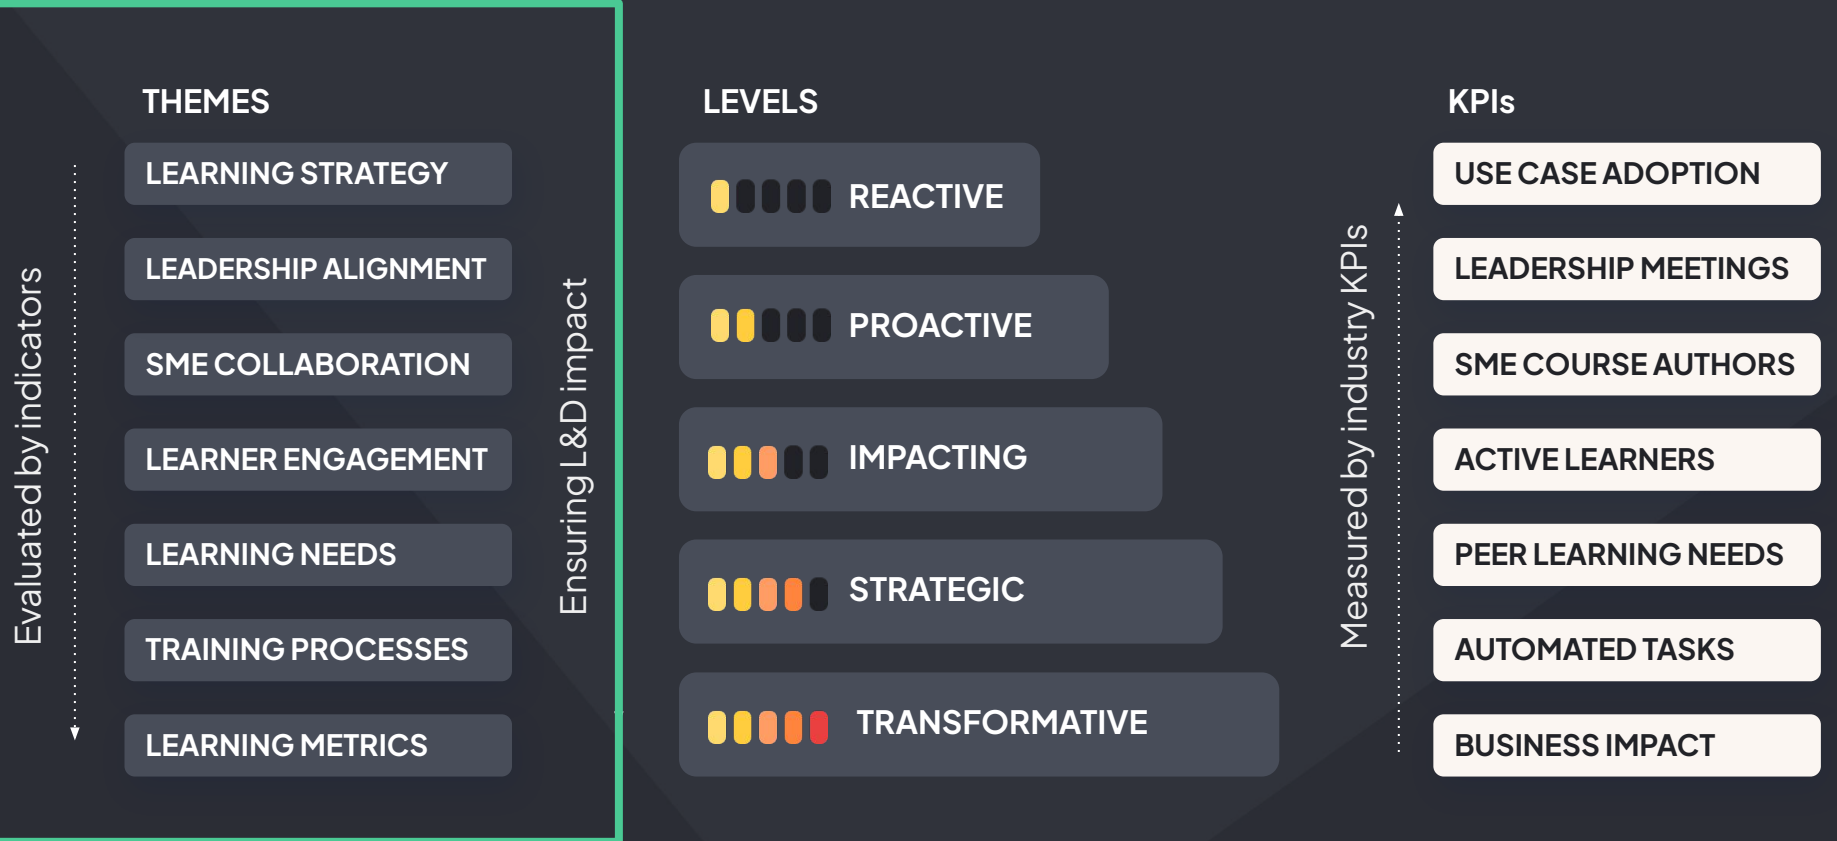 THEMES
Evaluated by indicators
LEARNING STRATEGY
LEADERSHIP ALIGNMENT
SME COLLABORATION
LEARNER ENGAGEMENT
LEARNING NEEDS
TRAINING PROCESSES
LEARNING METRICS
Ensuring L&D impact
LEVELS
REACTIVE
PROACTIVE
IMPACTING
STRATEGIC
TRANSFORMATIVE
Measured by industry KPIs
KPIs
USE CASE ADOPTION
LEADERSHIP MEETINGS
SME COURSE AUTHORS
ACTIVE LEARNERS
PEER LEARNING NEEDS
AUTOMATED TASKS
BUSINESS IMPACT